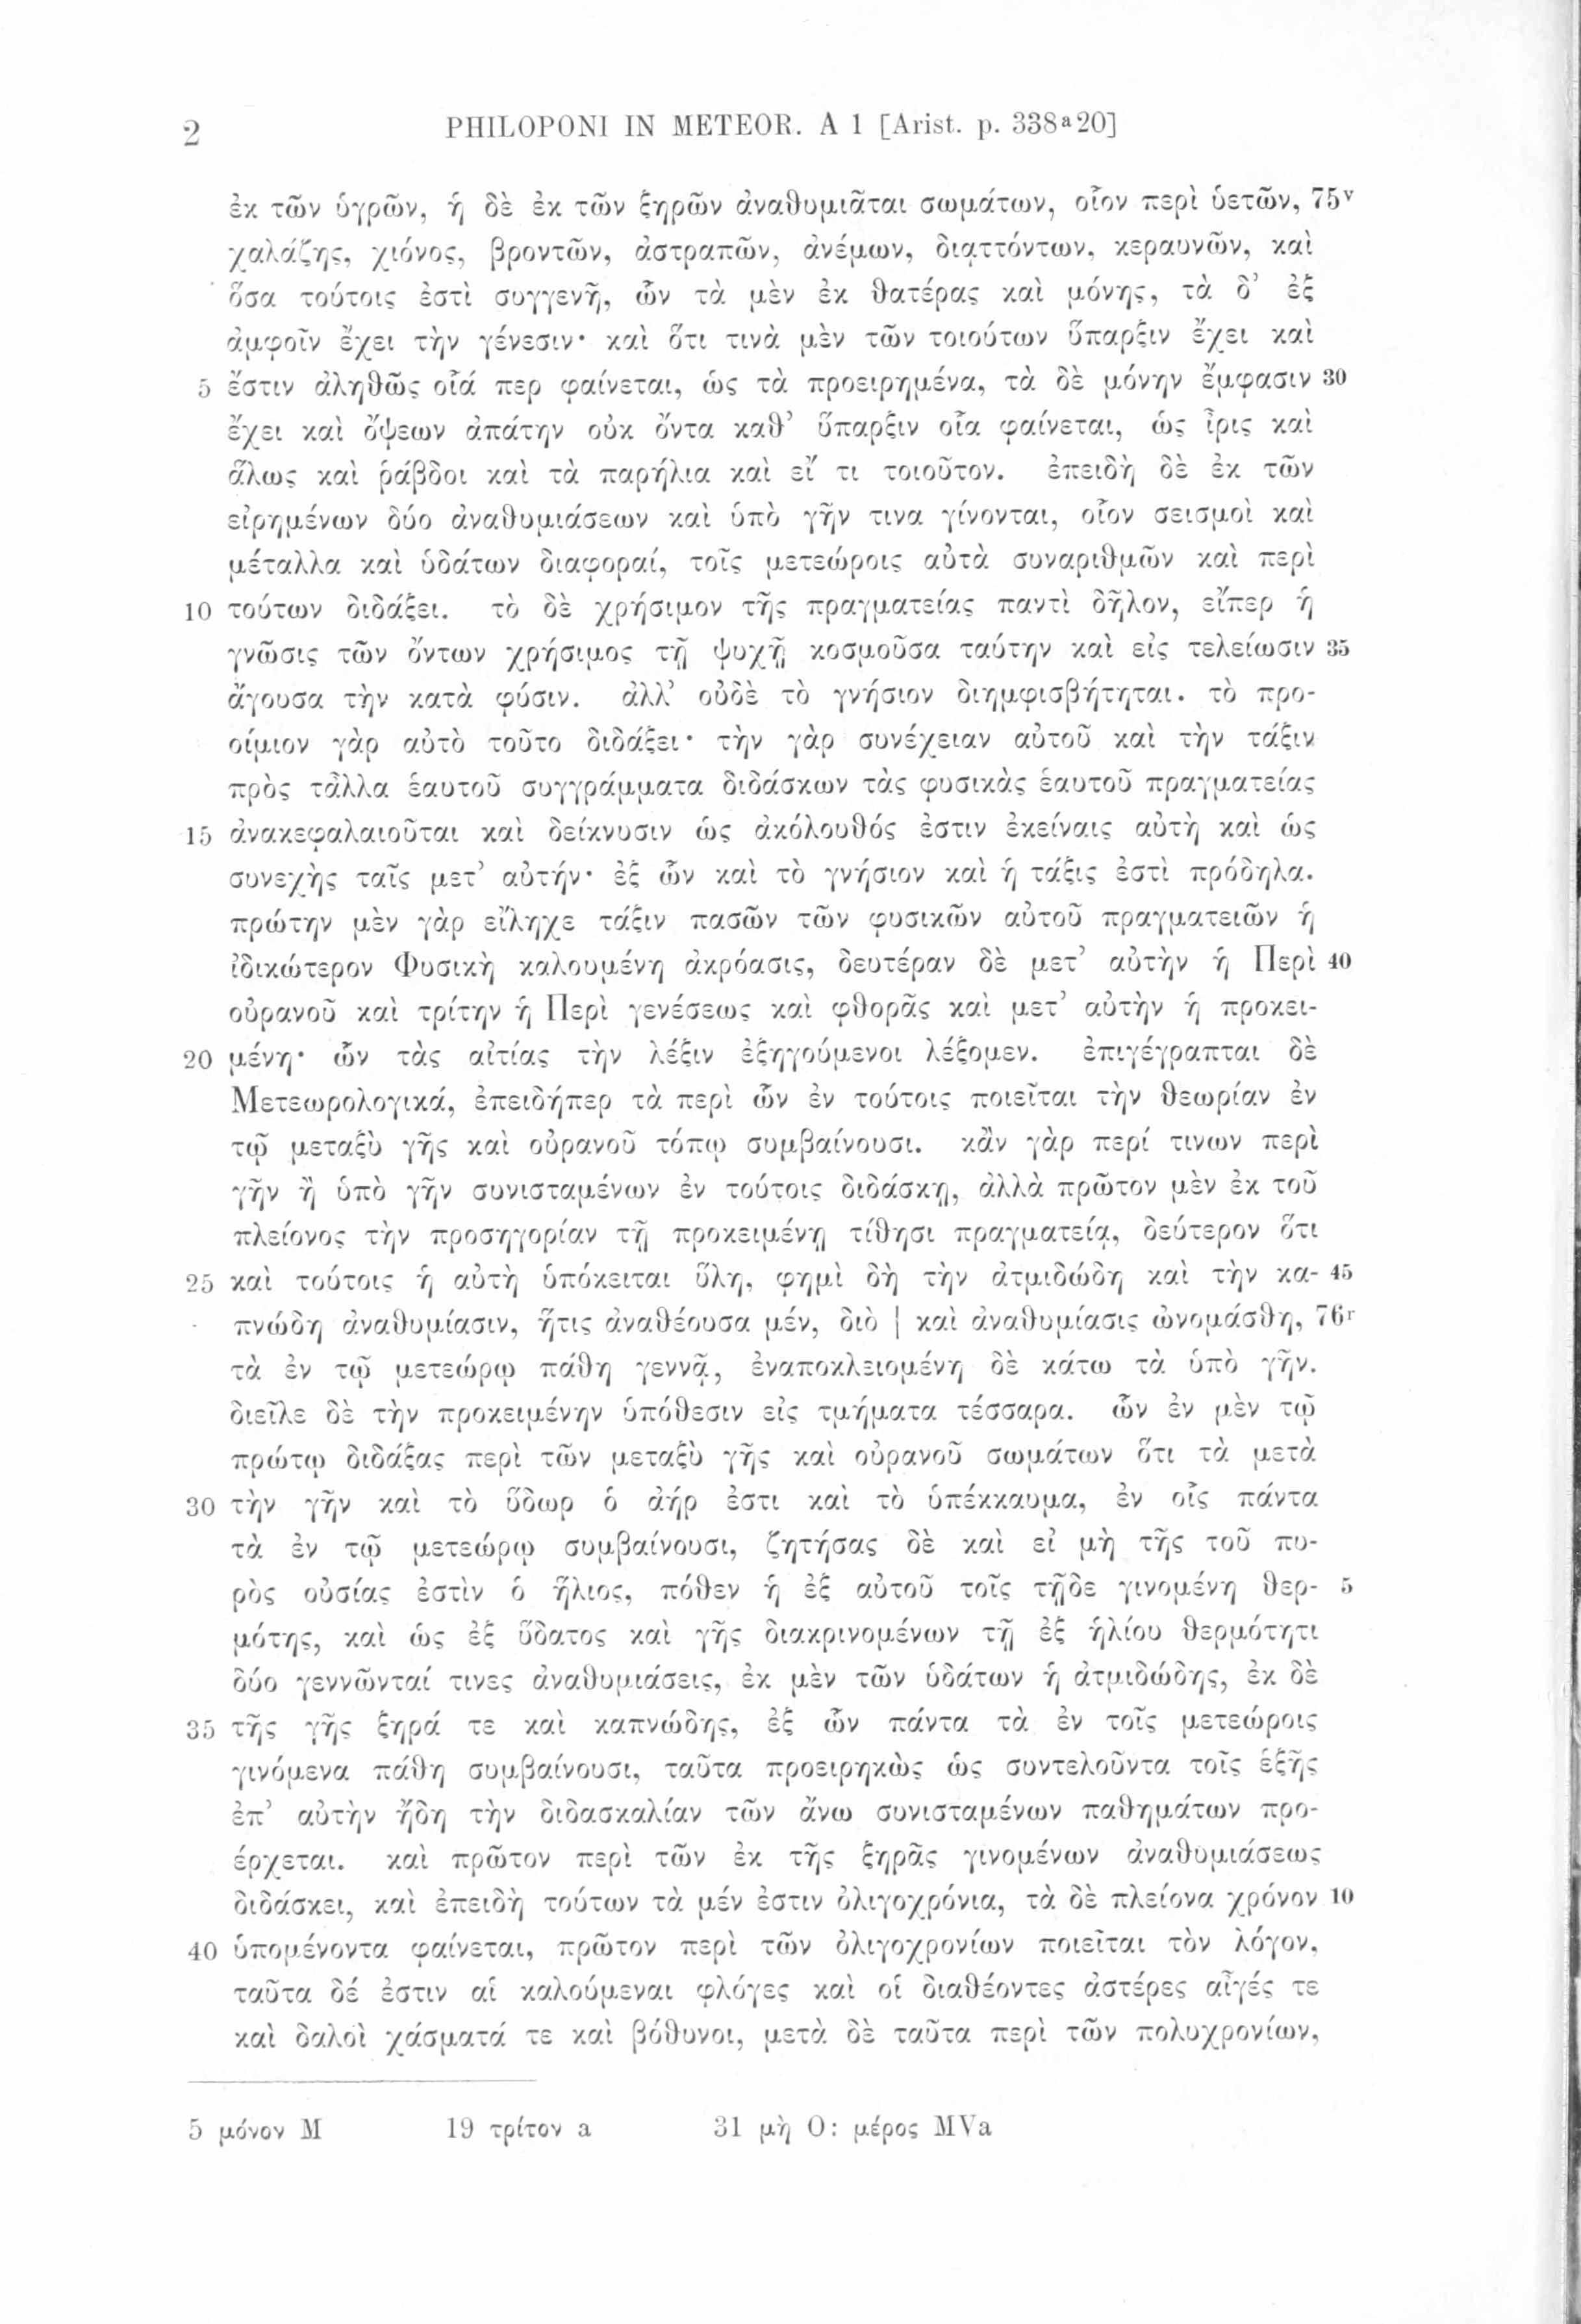 2 PHILOPONI IN METEOR. A 1 [Arist. p. 338ᵃ20]
ἐκ τῶν ὑγρῶν, ἡ δὲ ἐκ τῶν ξηρῶν ἀναθυμιᾶται σωμάτων, οἷον περὶ ὑετῶν, 75ᵛ
χαλάζης, χιόνος, βροντῶν, ἀστραπῶν, ἀνέμων, διᾳττόντων, κεραυνῶν, καὶ
ὅσα τούτοις ἐστὶ συγγενῆ, ὧν τὰ μὲν ἐκ θατέρας καὶ μόνης, τὰ δ’ ἐξ
ἀμφοῖν ἔχει τὴν γένεσιν· καὶ ὅτι τινὰ μὲν τῶν τοιούτων ὕπαρξιν ἔχει καὶ
5 ἔστιν ἀληθῶς οἷά περ φαίνεται, ὡς τὰ προειρημένα, τὰ δὲ μόνην ἔμφασιν 30
ἔχει καὶ ὄψεων ἀπάτην οὐκ ὄντα καθ’ ὕπαρξιν οἷα φαίνεται, ὡς ἶρις καὶ
ἅλως καὶ ῥάβδοι καὶ τὰ παρήλια καὶ εἴ τι τοιοῦτον. ἐπειδὴ δὲ ἐκ τῶν
εἰρημένων δύο ἀναθυμιάσεων καὶ ὑπὸ γῆν τινα γίνονται, οἷον σεισμοὶ καὶ
μέταλλα καὶ ὑδάτων διαφοραί, τοῖς μετεώροις αὐτὰ συναριθμῶν καὶ περὶ
10 τούτων διδάξει. τὸ δὲ χρήσιμον τῆς πραγματείας παντὶ δῆλον, εἴπερ ἡ
γνῶσις τῶν ὄντων χρήσιμος τῇ ψυχῇ κοσμοῦσα ταύτην καὶ εἰς τελείωσιν 35
ἄγουσα τὴν κατὰ φύσιν. ἀλλ’ οὐδὲ τὸ γνήσιον διημφισβήτηται. τὸ προ-
οίμιον γὰρ αὐτὸ τοῦτο διδάξει· τὴν γὰρ συνέχειαν αὐτοῦ καὶ τὴν τάξιν
πρὸς τἆλλα ἑαυτοῦ συγγράμματα διδάσκων τὰς φυσικὰς ἑαυτοῦ πραγματείας
15 ἀνακεφαλαιοῦται καὶ δείκνυσιν ὡς ἀκόλουθός ἐστιν ἐκείναις αὐτὴ καὶ ὡς
συνεχὴς ταῖς μετ’ αὐτήν· ἐξ ὧν καὶ τὸ γνήσιον καὶ ἡ τάξις ἐστὶ πρόδηλα.
πρώτην μὲν γὰρ εἴληχε τάξιν πασῶν τῶν φυσικῶν αὐτοῦ πραγματειῶν ἡ
ἰδικώτερον Φυσικὴ καλουμένη ἀκρόασις, δευτέραν δὲ μετ’ αὐτὴν ἡ Περὶ 40
οὐρανοῦ καὶ τρίτην ἡ Περὶ γενέσεως καὶ φθορᾶς καὶ μετ’ αὐτὴν ἡ προκει-
20 μένη· ὧν τὰς αἰτίας τὴν λέξιν ἐξηγούμενοι λέξομεν. ἐπιγέγραπται δὲ
Μετεωρολογικά, ἐπειδήπερ τὰ περὶ ὧν ἐν τούτοις ποιεῖται τὴν θεωρίαν ἐν
τῷ μεταξὺ γῆς καὶ οὐρανοῦ τόπῳ συμβαίνουσι. κἂν γὰρ περί τινων περὶ
γῆν ἢ ὑπὸ γῆν συνισταμένων ἐν τούτοις διδάσκῃ, ἀλλὰ πρῶτον μὲν ἐκ τοῦ
πλείονος τὴν προσηγορίαν τῇ προκειμένῃ τίθησι πραγματείᾳ, δεύτερον ὅτι
25 καὶ τούτοις ἡ αὐτὴ ὑπόκειται ὕλη, φημὶ δὴ τὴν ἀτμιδώδη καὶ τὴν κα- 45
πνώδη ἀναθυμίασιν, ἥτις ἀναθέουσα μέν, διὸ | καὶ ἀναθυμίασις ὠνομάσθη, 76ʳ
τὰ ἐν τῷ μετεώρῳ πάθη γεννᾷ, ἐναποκλειομένη δὲ κάτω τὰ ὑπὸ γῆν.
διεῖλε δὲ τὴν προκειμένην ὑπόθεσιν εἰς τμήματα τέσσαρα. ὧν ἐν μὲν τῷ
πρώτῳ διδάξας περὶ τῶν μεταξὺ γῆς καὶ οὐρανοῦ σωμάτων ὅτι τὰ μετὰ
30 τὴν γῆν καὶ τὸ ὕδωρ ὁ ἀήρ ἐστι καὶ τὸ ὑπέκκαυμα, ἐν οἷς πάντα
τὰ ἐν τῷ μετεώρῳ συμβαίνουσι, ζητήσας δὲ καὶ εἰ μὴ τῆς τοῦ πυ-
ρὸς οὐσίας ἐστὶν ὁ ἥλιος, πόθεν ἡ ἐξ αὐτοῦ τοῖς τῇδε γινομένη θερ- 5
μότης, καὶ ὡς ἐξ ὕδατος καὶ γῆς διακρινομένων τῇ ἐξ ἡλίου θερμότητι
δύο γεννῶνταί τινες ἀναθυμιάσεις, ἐκ μὲν τῶν ὑδάτων ἡ ἀτμιδώδης, ἐκ δὲ
35 τῆς γῆς ξηρά τε καὶ καπνώδης, ἐξ ὧν πάντα τὰ ἐν τοῖς μετεώροις
γινόμενα πάθη συμβαίνουσι, ταῦτα προειρηκὼς ὡς συντελοῦντα τοῖς ἑξῆς
ἐπ’ αὐτὴν ἤδη τὴν διδασκαλίαν τῶν ἄνω συνισταμένων παθημάτων προ-
έρχεται. καὶ πρῶτον περὶ τῶν ἐκ τῆς ξηρᾶς γινομένων ἀναθυμιάσεως
διδάσκει, καὶ ἐπειδὴ τούτων τὰ μέν ἐστιν ὀλιγοχρόνια, τὰ δὲ πλείονα χρόνον 10
40 ὑπομένοντα φαίνεται, πρῶτον περὶ τῶν ὀλιγοχρονίων ποιεῖται τὸν λόγον,
ταῦτα δέ ἐστιν αἱ καλούμεναι φλόγες καὶ οἱ διαθέοντες ἀστέρες αἶγές τε
καὶ δαλοὶ χάσματά τε καὶ βόθυνοι, μετὰ δὲ ταῦτα περὶ τῶν πολυχρονίων,
5 μόνον M 19 τρίτον a 31 μὴ O: μέρος MVa